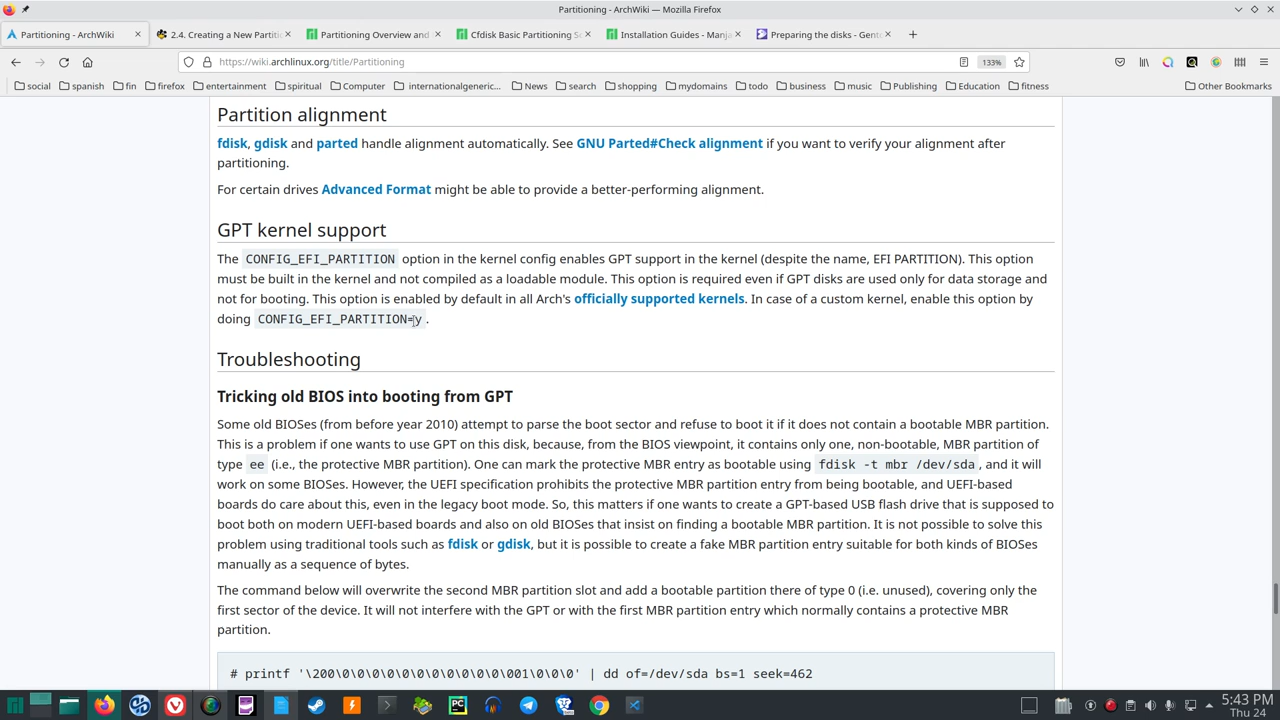 Partitioning - ArchWiki — Mozilla Firefox
Partitioning - ArchWiki
2.4. Creating a New Partiti
Partitioning Overview and
Cfdisk Basic Partitioning S
Installation Guides - Manja
Preparing the disks - Gent
https://wiki.archlinux.org/title/Partitioning
133%
social spanish fin firefox entertainment spiritual Computer internationalgeneric... News search shopping mydomains todo business music Publishing Education fitness Other Bookmarks
Partition alignment
fdisk, gdisk and parted handle alignment automatically. See GNU Parted#Check alignment if you want to verify your alignment after
partitioning.
For certain drives Advanced Format might be able to provide a better-performing alignment.
GPT kernel support
The CONFIG_EFI_PARTITION option in the kernel config enables GPT support in the kernel (despite the name, EFI PARTITION). This option
must be built in the kernel and not compiled as a loadable module. This option is required even if GPT disks are used only for data storage and
not for booting. This option is enabled by default in all Arch's officially supported kernels. In case of a custom kernel, enable this option by
doing CONFIG_EFI_PARTITION=y .
Troubleshooting
Tricking old BIOS into booting from GPT
Some old BIOSes (from before year 2010) attempt to parse the boot sector and refuse to boot it if it does not contain a bootable MBR partition.
This is a problem if one wants to use GPT on this disk, because, from the BIOS viewpoint, it contains only one, non-bootable, MBR partition of
type ee (i.e., the protective MBR partition). One can mark the protective MBR entry as bootable using fdisk -t mbr /dev/sda , and it will
work on some BIOSes. However, the UEFI specification prohibits the protective MBR partition entry from being bootable, and UEFI-based
boards do care about this, even in the legacy boot mode. So, this matters if one wants to create a GPT-based USB flash drive that is supposed to
boot both on modern UEFI-based boards and also on old BIOSes that insist on finding a bootable MBR partition. It is not possible to solve this
problem using traditional tools such as fdisk or gdisk, but it is possible to create a fake MBR partition entry suitable for both kinds of BIOSes
manually as a sequence of bytes.
The command below will overwrite the second MBR partition slot and add a bootable partition there of type 0 (i.e. unused), covering only the
first sector of the device. It will not interfere with the GPT or with the first MBR partition entry which normally contains a protective MBR
partition.
# printf '\200\0\0\0\0\0\0\0\0\0\0\0\001\0\0\0' | dd of=/dev/sda bs=1 seek=462
5:43 PM
Thu 24